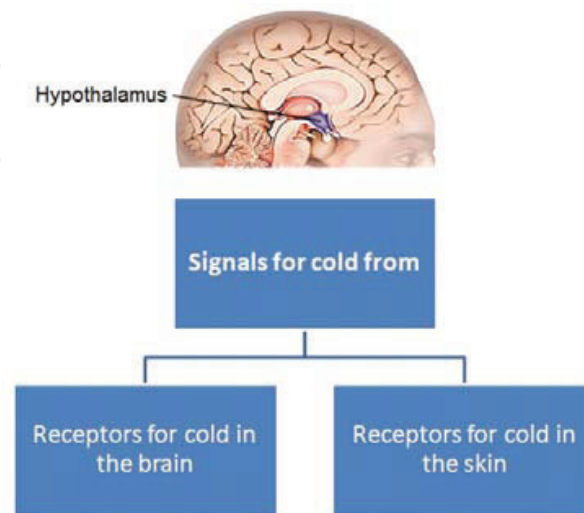 Hypothalamus
Signals for cold from
Receptors for cold in
the brain
Receptors for cold in
the skin